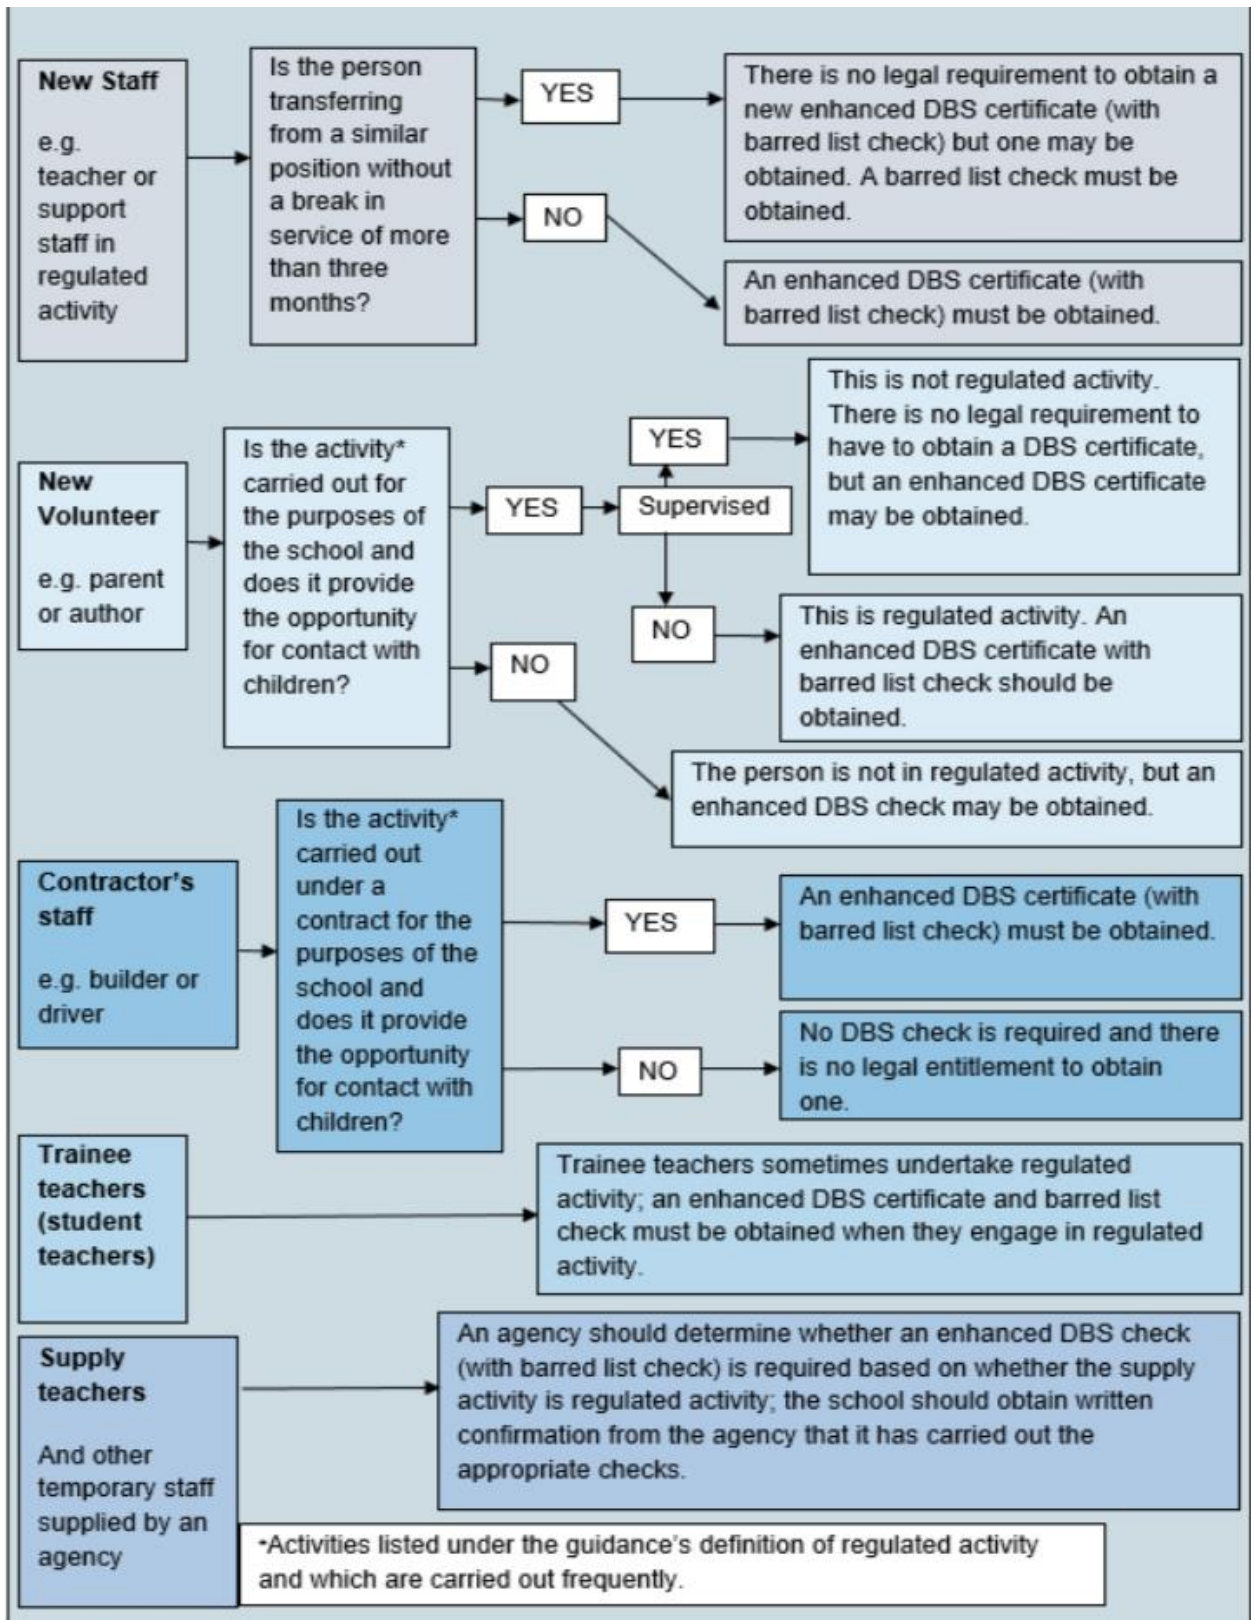 New Staff
e.g.
teacher or
support
staff in
regulated
activity
Is the person
transferring
from a similar
position without
a break in
service of more
than three
months?
YES
NO
There is no legal requirement to obtain a
new enhanced DBS certificate (with
barred list check) but one may be
obtained. A barred list check must be
obtained.
An enhanced DBS certificate (with
barred list check) must be obtained.
New
Volunteer
e.g. parent
or author
Is the activity*
carried out for
the purposes of
the school and
does it provide
the opportunity
for contact with
children?
YES
NO
Supervised
YES
NO
This is not regulated activity.
There is no legal requirement to
have to obtain a DBS certificate,
but an enhanced DBS certificate
may be obtained.
This is regulated activity. An
enhanced DBS certificate with
barred list check should be
obtained.
The person is not in regulated activity, but an
enhanced DBS check may be obtained.
Contractor's
staff
e.g. builder or
driver
Is the activity*
carried out
under a
contract for the
purposes of the
school and
does it provide
the opportunity
for contact with
children?
YES
NO
An enhanced DBS certificate (with
barred list check) must be obtained.
No DBS check is required and there
is no legal entitlement to obtain
one.
Trainee
teachers
(student
teachers)
Trainee teachers sometimes undertake regulated
activity; an enhanced DBS certificate and barred list
check must be obtained when they engage in regulated
activity.
Supply
teachers
And other
temporary staff
supplied by an
agency
An agency should determine whether an enhanced DBS check
(with barred list check) is required based on whether the supply
activity is regulated activity; the school should obtain written
confirmation from the agency that it has carried out the
appropriate checks.
*Activities listed under the guidance's definition of regulated activity
and which are carried out frequently.